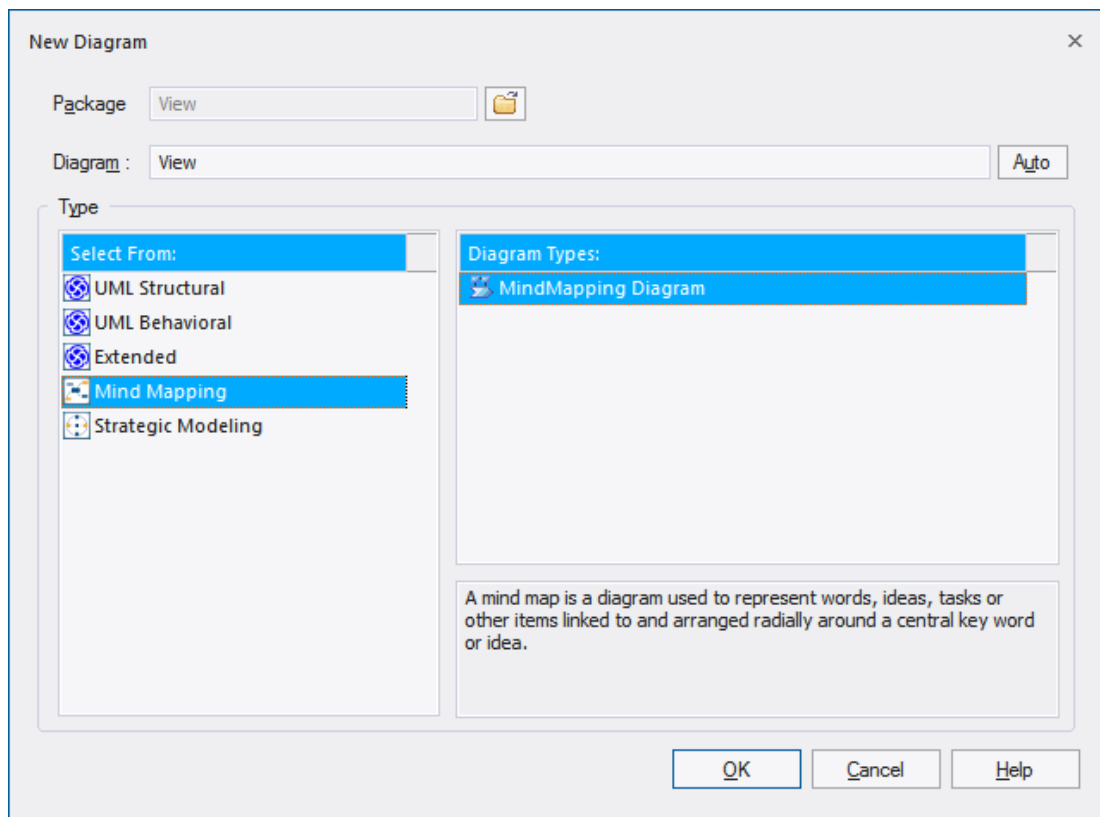 New Diagram
Package View
Diagram : View Auto
Type
Select From:
UML Structural
UML Behavioral
Extended
Mind Mapping
Strategic Modeling
Diagram Types:
MindMapping Diagram
A mind map is a diagram used to represent words, ideas, tasks or
other items linked to and arranged radially around a central key word
or idea.
OK Cancel Help